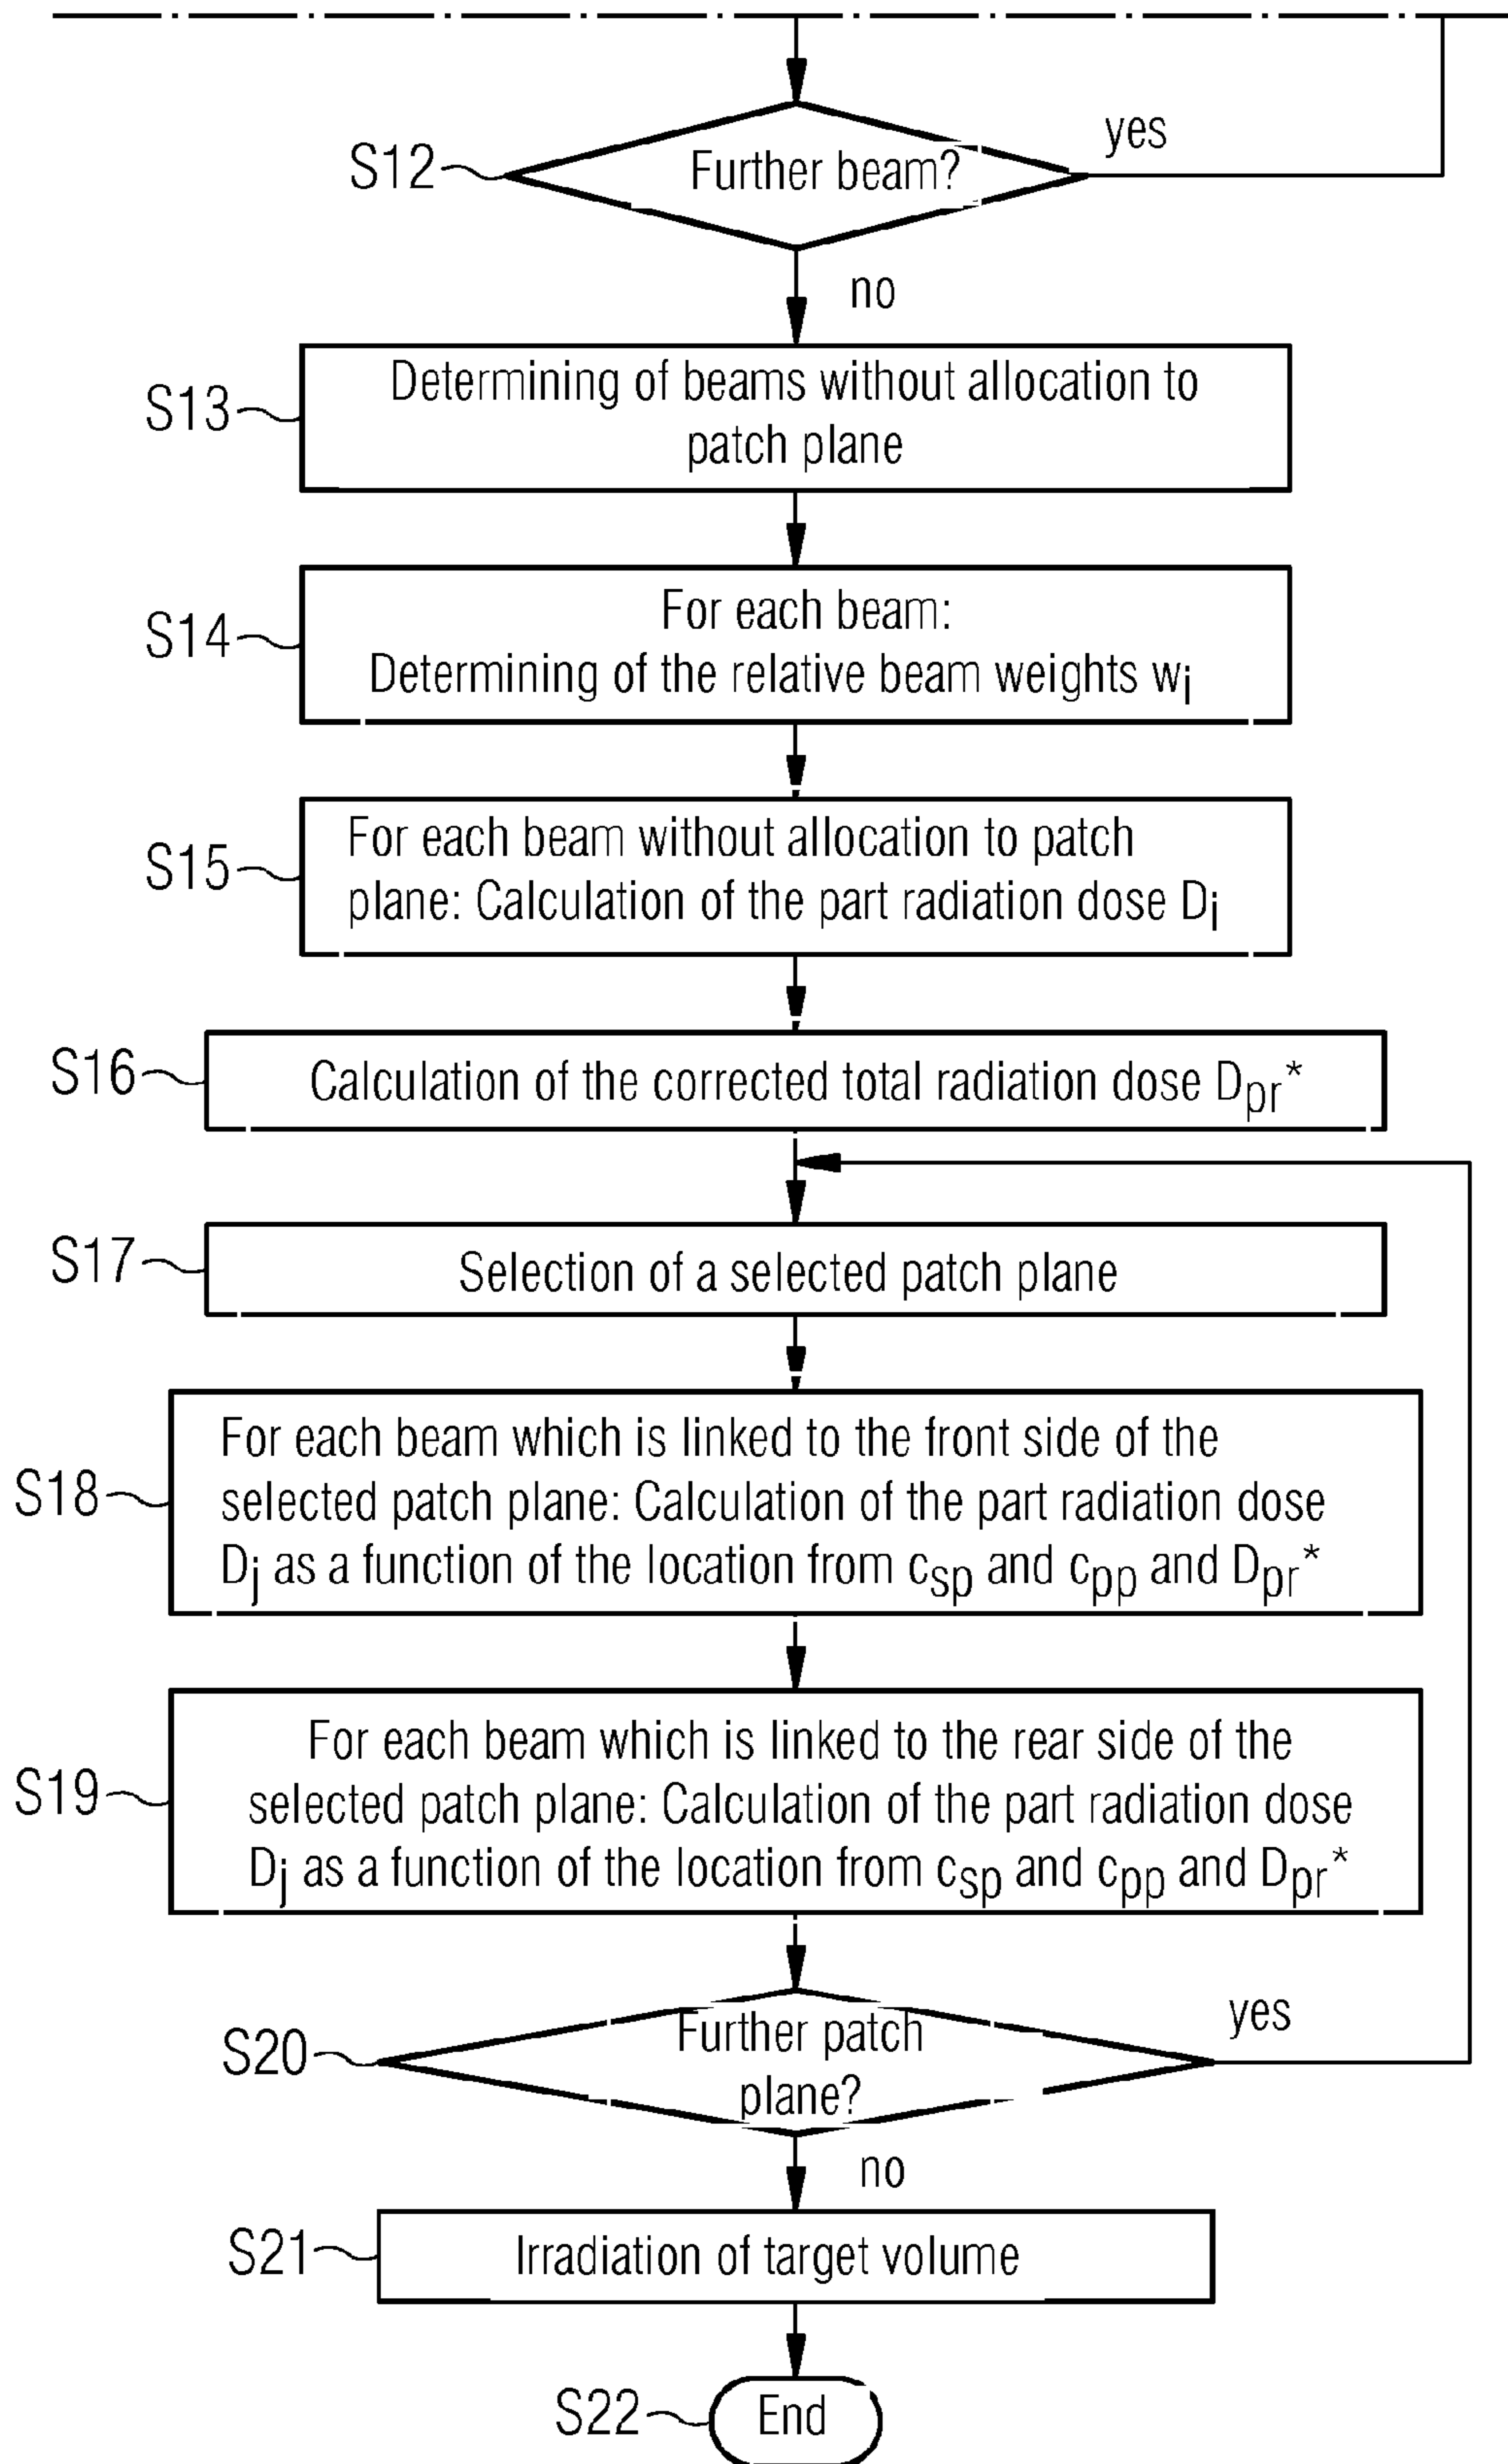 yes
S12
Further beam?
no
S13
Determining of beams without allocation to
patch plane
S14
For each beam:
Determining of the relative beam weights wi
S15
For each beam without allocation to patch
plane: Calculation of the part radiation dose Di
S16
Calculation of the corrected total radiation dose Dpr*
S17
Selection of a selected patch plane
S18
For each beam which is linked to the front side of the
selected patch plane: Calculation of the part radiation dose
Dj as a function of the location from csp and cpp and Dpr*
S19
For each beam which is linked to the rear side of the
selected patch plane: Calculation of the part radiation dose
Dj as a function of the location from csp and cpp and Dpr*
S20
Further patch
plane?
yes
no
S21
Irradiation of target volume
S22
End